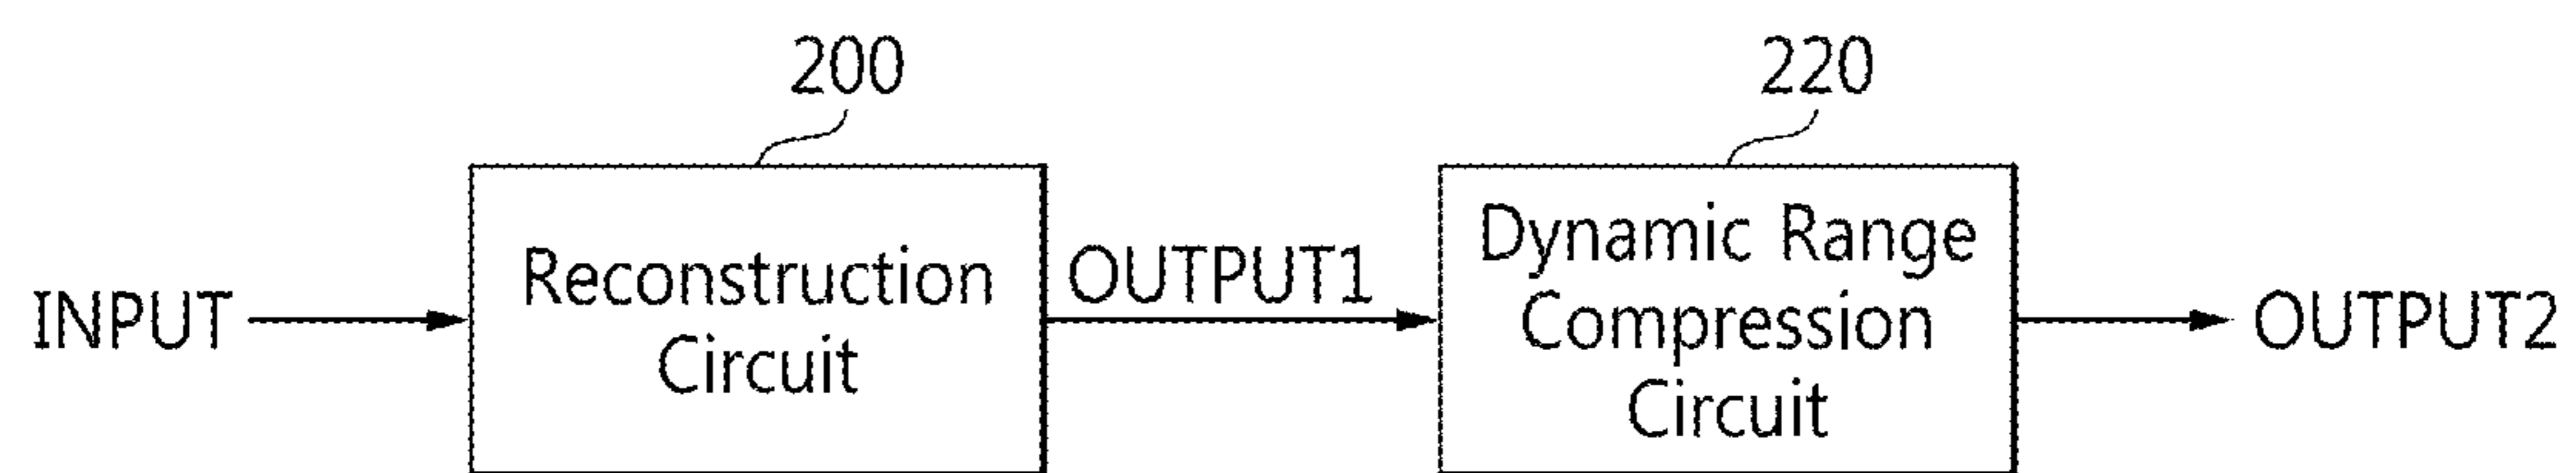 200
220
INPUT
Reconstruction
Circuit
OUTPUT1
Dynamic Range
Compression
Circuit
OUTPUT2